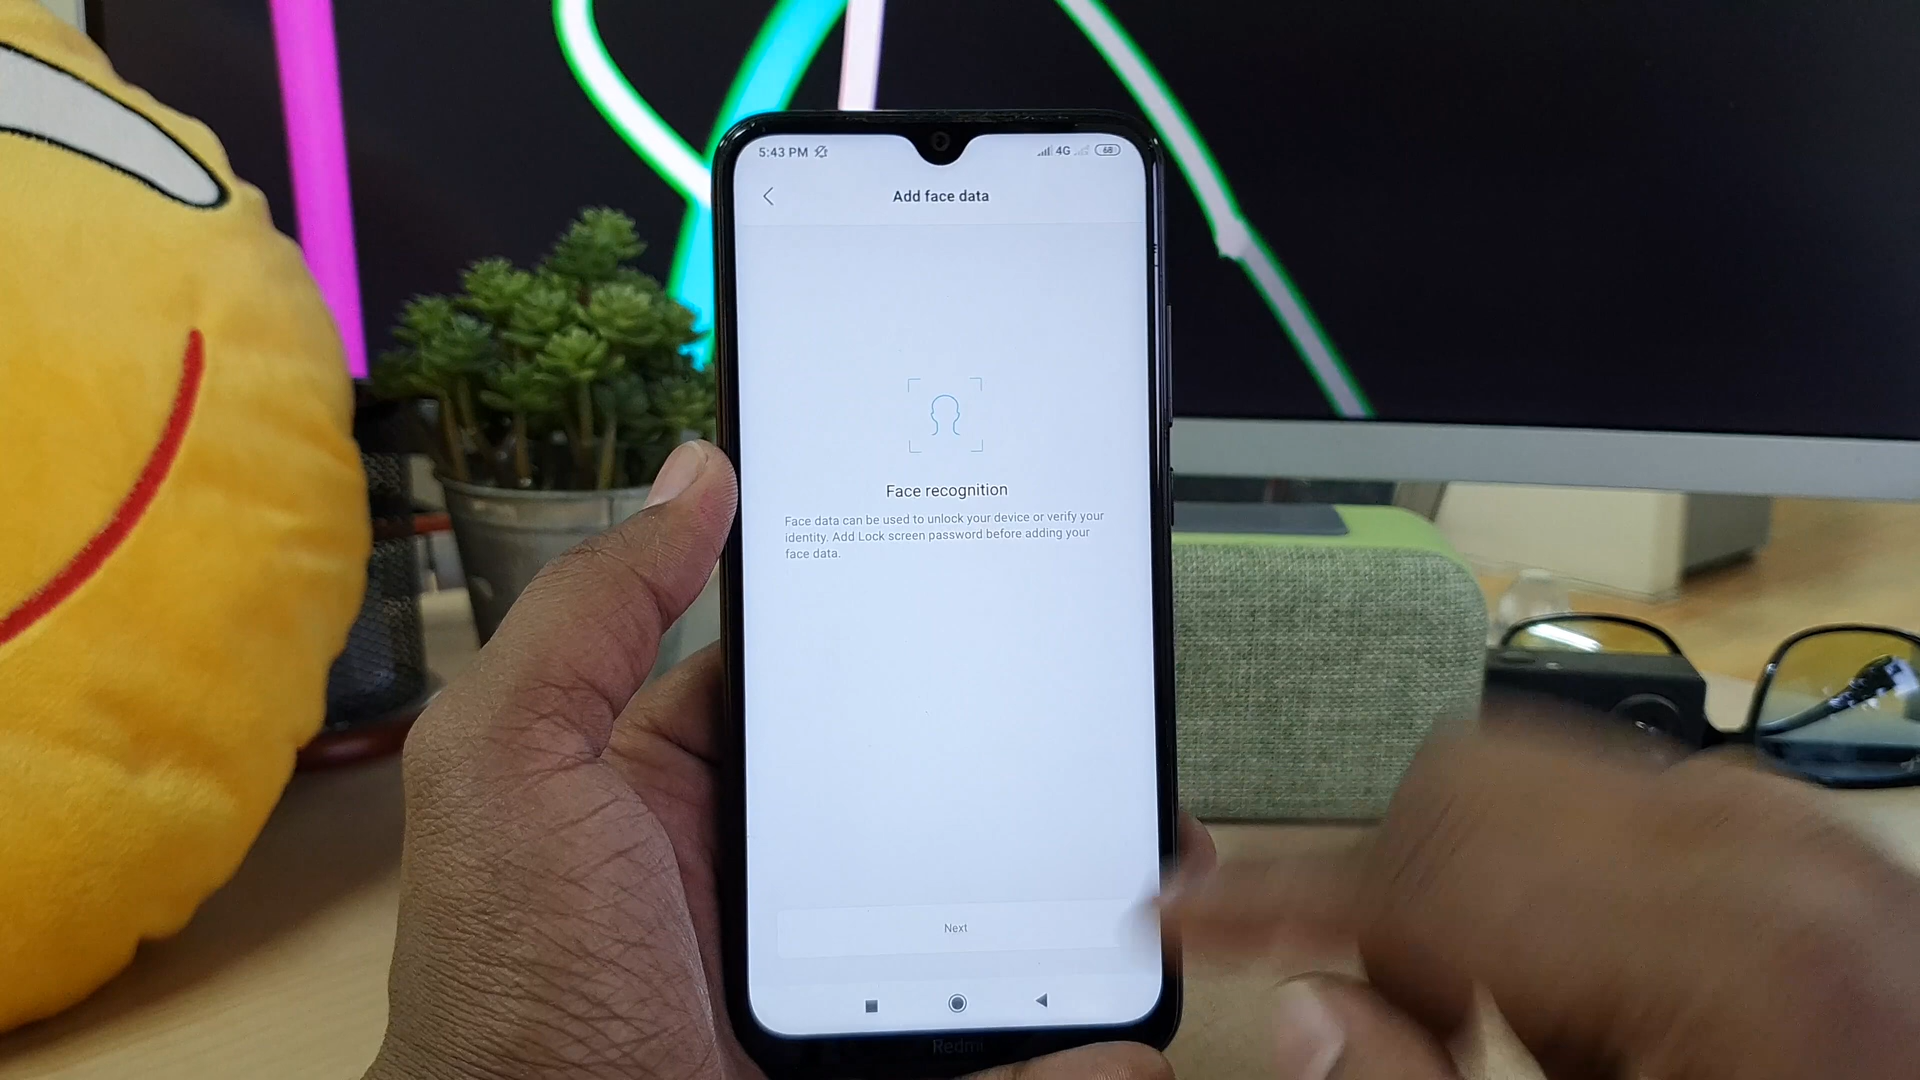 5:43 PM
4G
68
Add face data
Face recognition
Face data can be used to unlock your device or verify your
identity. Add Lock screen password before adding your
face data.
Next
Redmi